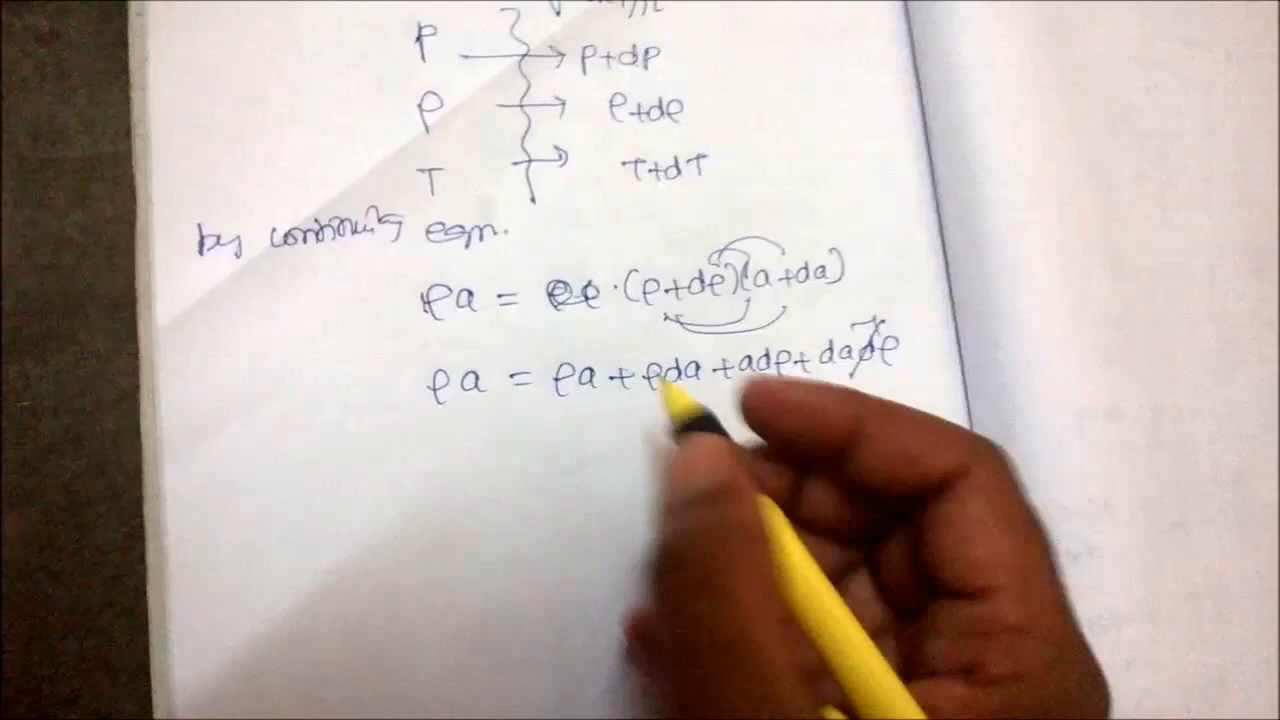 P → P+dP
ρ → ρ+dρ
T → T+dT
by continuity eqn.
ρa = (ρ+dρ)(a+da)
ρa = ρa + ρda + adρ + dadρ